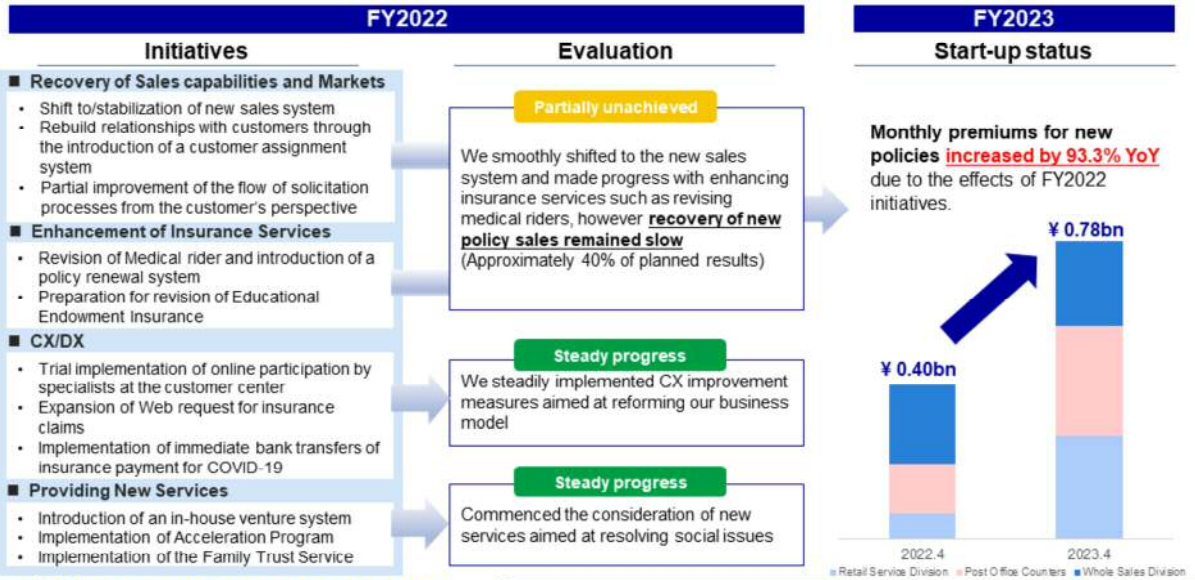 FY2022
Initiatives
■ Recovery of Sales capabilities and Markets
• Shift to/stabilization of new sales system
• Rebuild relationships with customers through
the introduction of a customer assignment
system
• Partial improvement of the flow of solicitation
processes from the customer's perspective
■ Enhancement of Insurance Services
• Revision of Medical rider and introduction of a
policy renewal system
• Preparation for revision of Educational
Endowment Insurance
■ CX/DX
• Trial implementation of online participation by
specialists at the customer center
• Expansion of Web request for insurance
claims
• Implementation of immediate bank transfers of
insurance payment for COVID-19
■ Providing New Services
• Introduction of an in-house venture system
• Implementation of Acceleration Program
• Implementation of the Family Trust Service
Evaluation
Partially unachieved
We smoothly shifted to the new sales
system and made progress with enhancing
insurance services such as revising
medical riders, however recovery of new
policy sales remained slow
(Approximately 40% of planned results)
Steady progress
We steadily implemented CX improvement
measures aimed at reforming our business
model
Steady progress
Commenced the consideration of new
services aimed at resolving social issues
FY2023
Start-up status
Monthly premiums for new
policies increased by 93.3% YoY
due to the effects of FY2022
initiatives.
¥ 0.78bn
¥ 0.40bn
2022.4 2023.4
Retail Service Division Post Office Counters Whole Sales Division